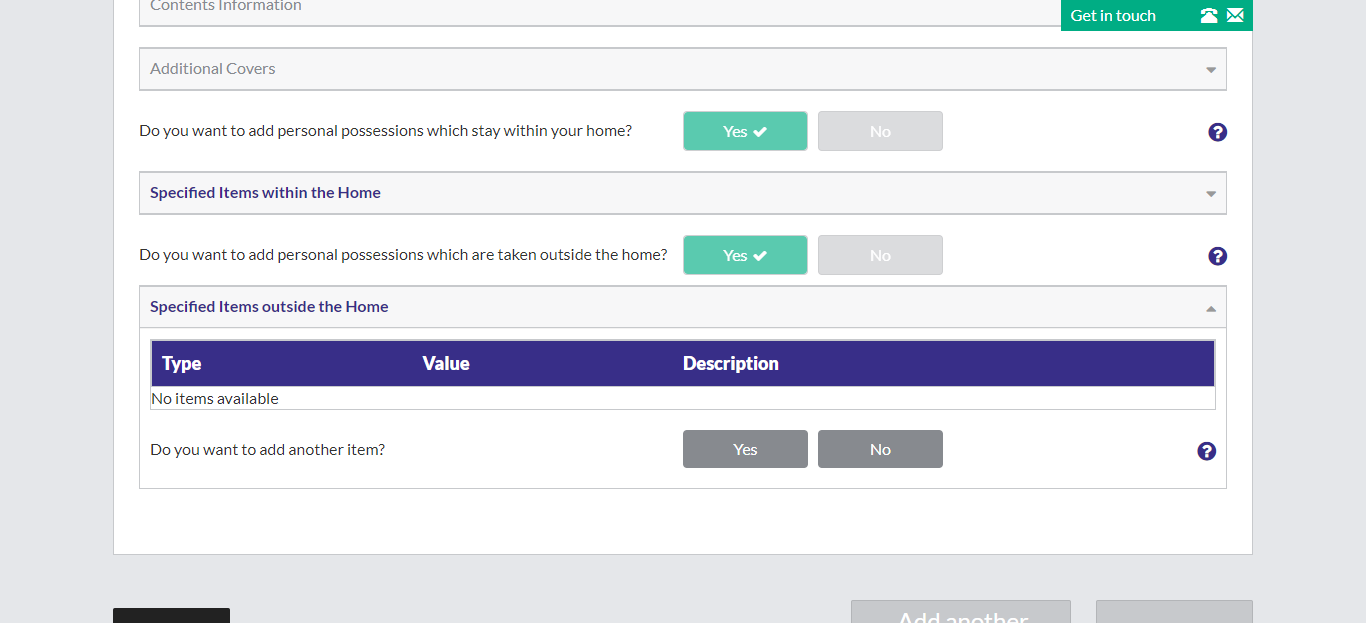 Contents Information
Get in touch
Additional Covers
Do you want to add personal possessions which stay within your home? Yes No
Specified Items within the Home
Do you want to add personal possessions which are taken outside the home? Yes No
Specified Items outside the Home
Type Value Description
No items available
Do you want to add another item? Yes No
Add another